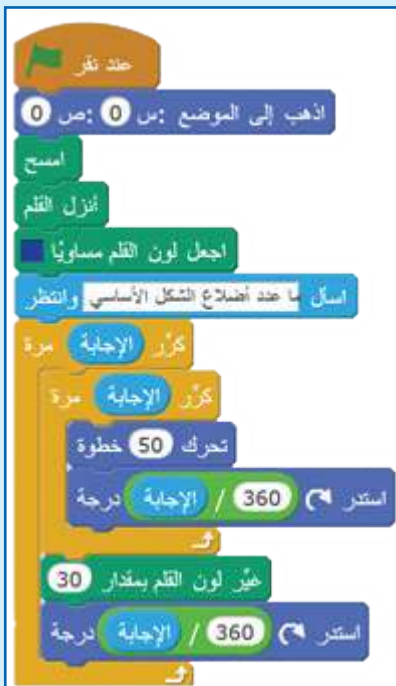 عند نقر
اذهب إلى الموضع س: 0 ص: 0
امسح
أنزل القلم
اجعل لون القلم مساويًا
اسأل ما عدد أضلاع الشكل الأساسي وانتظر
كرِّر الإجابة مرة
كرِّر الإجابة مرة
تحرك 50 خطوة
استدر 360 / الإجابة درجة
غيِّر لون القلم بمقدار 30
استدر 360 / الإجابة درجة